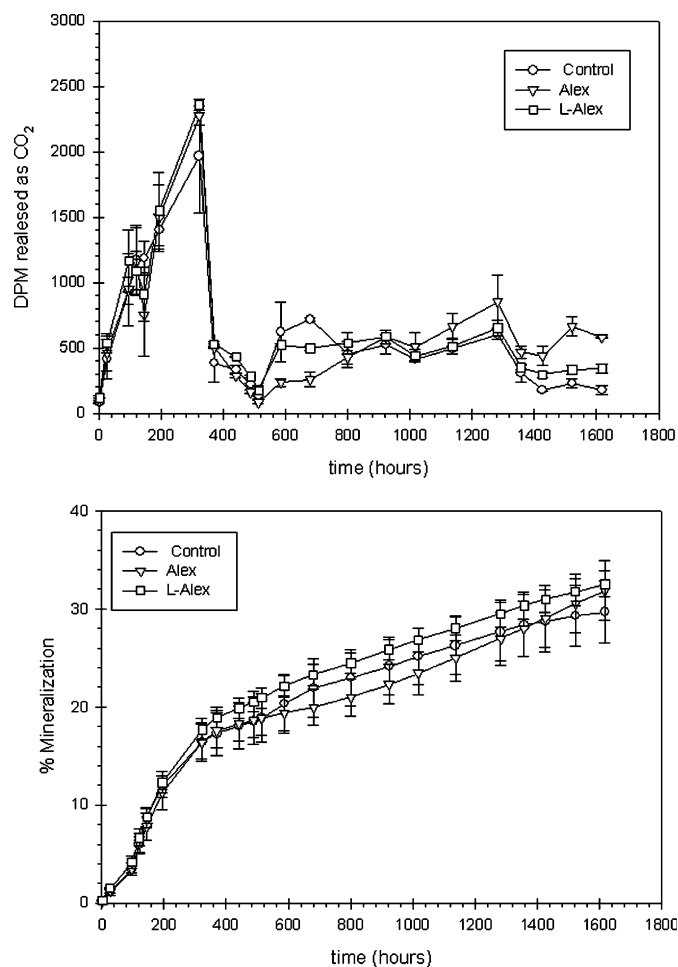 3000
2500
2000
1500
1000
500
0
DPM realesed as CO2
Control
Alex
L-Alex
0 200 400 600 800 1000 1200 1400 1600 1800
time (hours)
40
30
20
10
0
% Mineralization
Control
Alex
L-Alex
0 200 400 600 800 1000 1200 1400 1600 1800
time (hours)